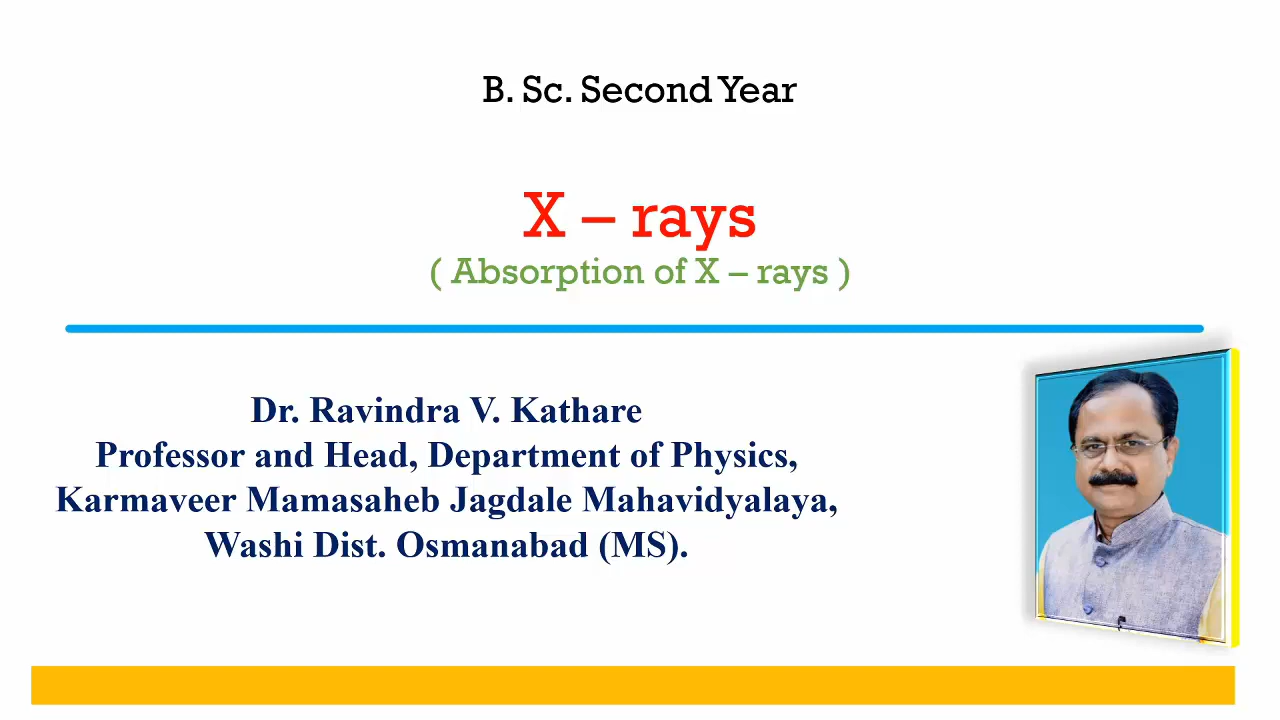 B. Sc. Second Year
X – rays
( Absorption of X – rays )
Dr. Ravindra V. Kathare
Professor and Head, Department of Physics,
Karmaveer Mamasaheb Jagdale Mahavidyalaya,
Washi Dist. Osmanabad (MS).